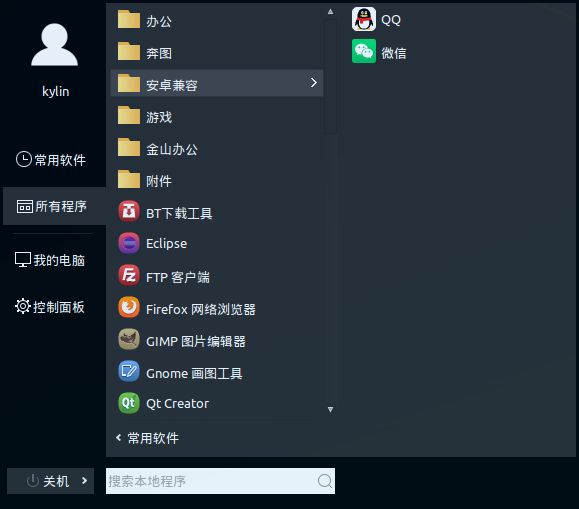 kylin
常用软件
所有程序
我的电脑
控制面板
关机
办公
奔图
安卓兼容
游戏
金山办公
附件
BT下载工具
Eclipse
FTP 客户端
Firefox 网络浏览器
GIMP 图片编辑器
Gnome 画图工具
Qt Qt Creator
常用软件
搜索本地程序
QQ
微信